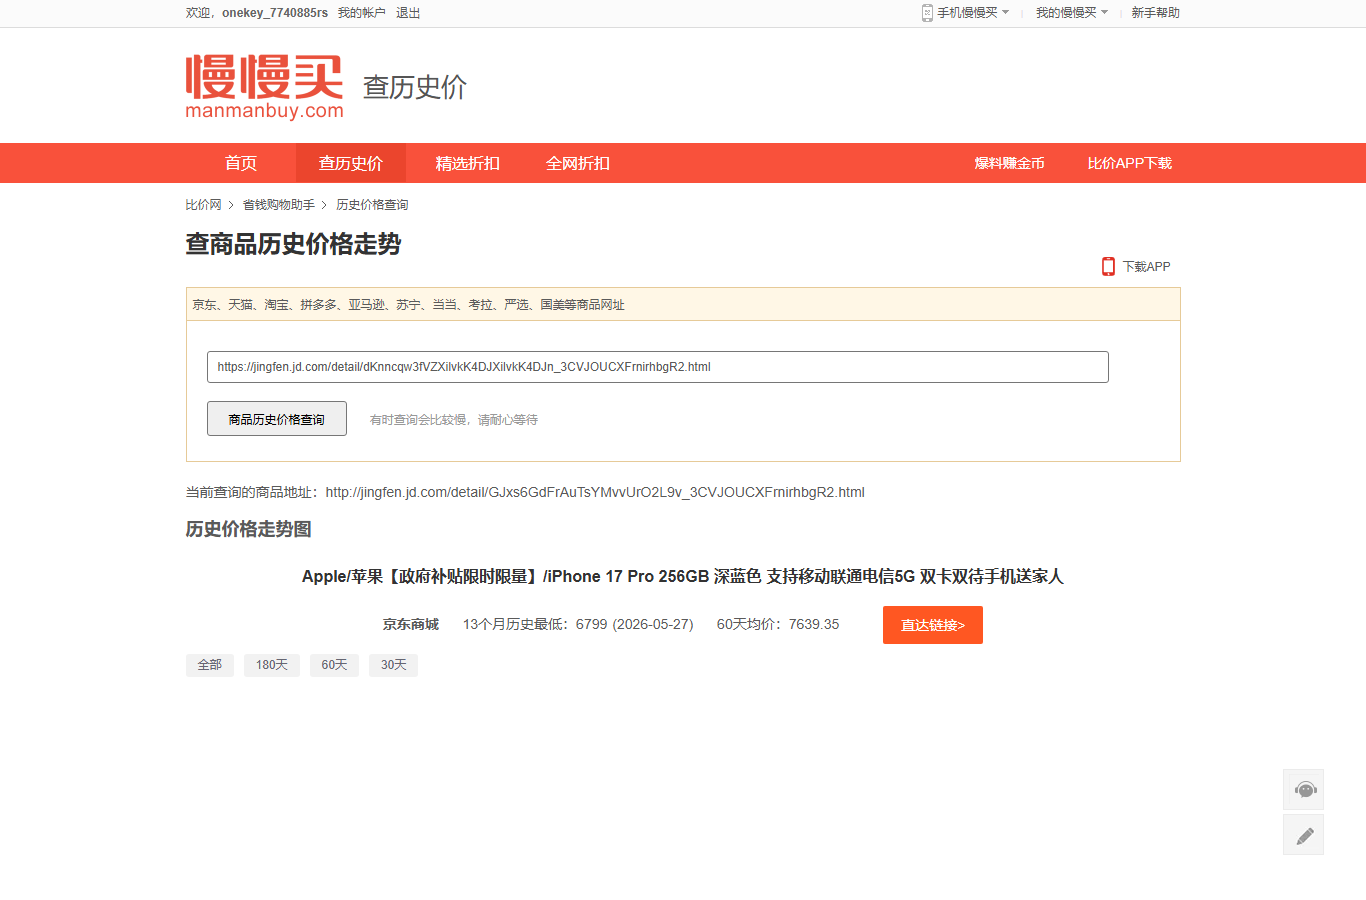 欢迎，onekey_7740885rs 我的帐户 退出
手机慢慢买 我的慢慢买 新手帮助
慢慢买
manmanbuy.com
查历史价
首页 查历史价 精选折扣 全网折扣 爆料赚金币 比价APP下载
比价网 > 省钱购物助手 > 历史价格查询
查商品历史价格走势
下载APP
京东、天猫、淘宝、拼多多、亚马逊、苏宁、当当、考拉、严选、国美等商品网址
https://jingfen.jd.com/detail/dKnncqw3fVZXilvkK4DJXilvkK4DJn_3CVJOUCXFrnirhbgR2.html
商品历史价格查询 有时查询会比较慢，请耐心等待
当前查询的商品地址：http://jingfen.jd.com/detail/GJxs6GdFrAuTsYMvvUrO2L9v_3CVJOUCXFrnirhbgR2.html
历史价格走势图
Apple/苹果【政府补贴限时限量】/iPhone 17 Pro 256GB 深蓝色 支持移动联通电信5G 双卡双待手机送家人
京东商城 13个月历史最低：6799 (2026-05-27) 60天均价：7639.35 直达链接>
全部 180天 60天 30天